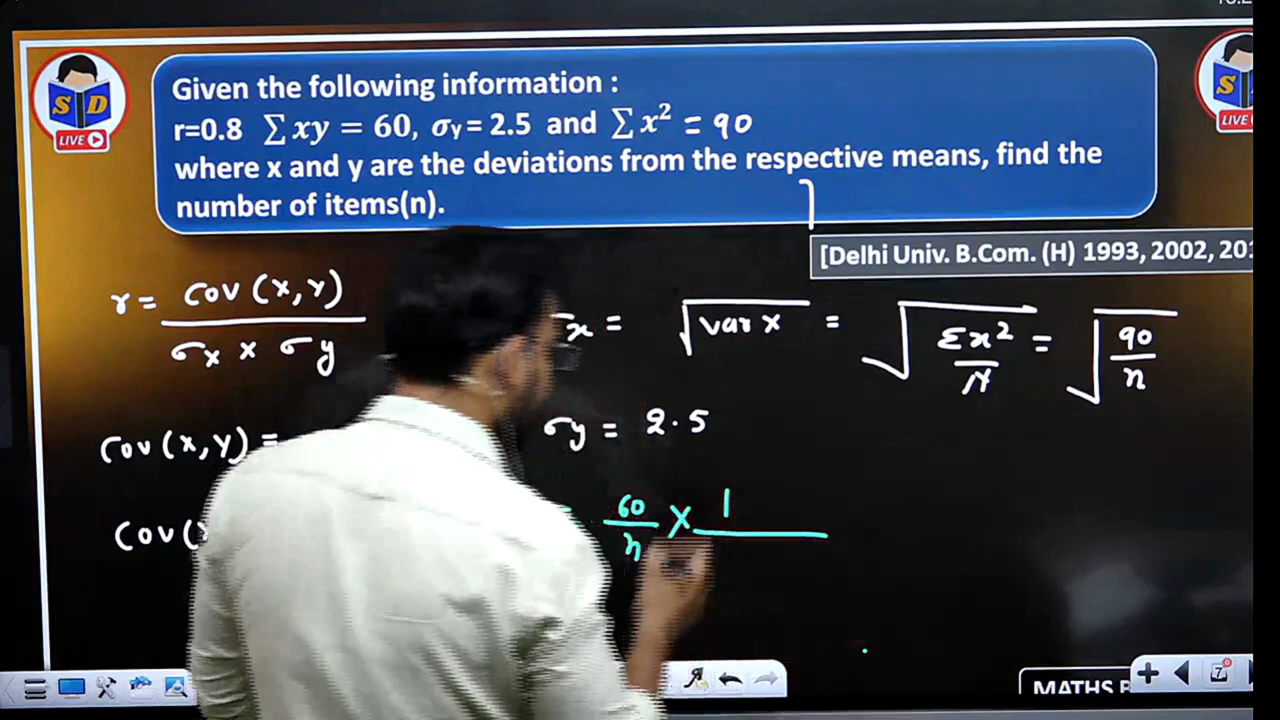 S D
LIVE
Given the following information :
r=0.8 ∑xy = 60, σY= 2.5 and ∑x² = 90
where x and y are the deviations from the respective means, find the
number of items(n).
S
LIVE
[Delhi Univ. B.Com. (H) 1993, 2002, 20
r = cov (x, y)
σx x σy
x = √var x = √Σx²/N = √90/n
cov (x, y) =
σy = 2.5
cov (
60/n x 1
MATHS